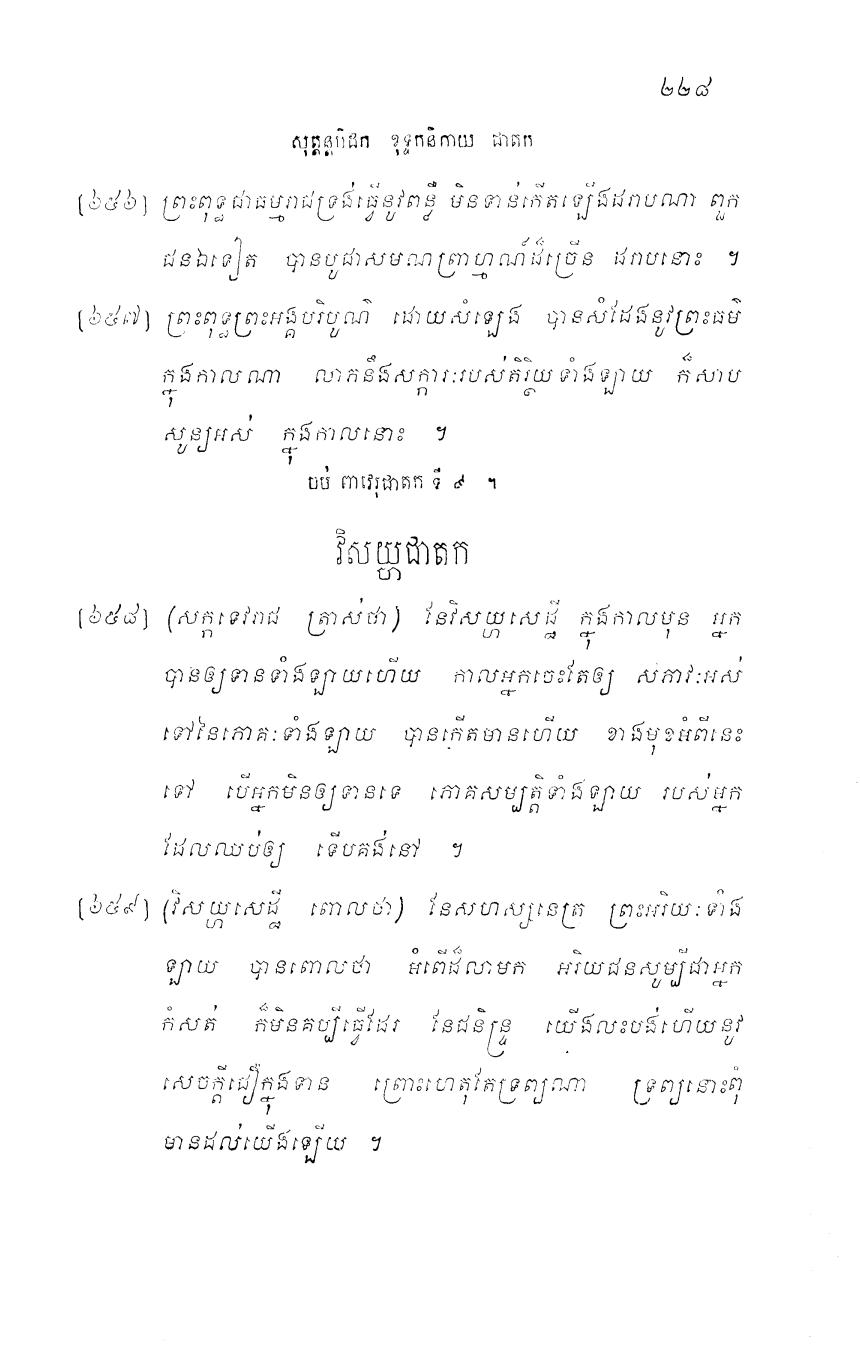 ២២៨
សុត្តន្តបិដក ខុទ្ទកនិកាយ ជាតក
[៦៥៦] ព្រះពុទ្ធជាធម្មរាជទ្រង់ធ្វើនូវពន្លឺ មិនទាន់កើតឡើងដរាបណា ពួក
ជនឯទៀត បានបូជាសមណព្រាហ្មណ៍ដ៏ច្រើន ដរាបនោះ ។
[៦៥៧] ព្រះពុទ្ធព្រះអង្គបរិបូណ៌ ដោយសំឡេង បានសំដែងនូវព្រះធម៌
ក្នុងកាលណា លាភនឹងសក្ការៈរបស់តិរ្ថិយទាំងឡាយ ក៏សាប
សូន្យអស់ ក្នុងកាលនោះ ។
ចប់ ពាវេរុជាតក ទី ៩ ។
វិសយ្ហជាតក
[៦៥៨] (សក្កទេវរាជ ត្រាស់ថា) នែវិសយ្ហសេដ្ឋី ក្នុងកាលមុន អ្នក
បានឲ្យទានទាំងឡាយហើយ កាលអ្នកចេះតែឲ្យ សភាវៈអស់
ទៅនៃភោគៈទាំងឡាយ បានកើតមានហើយ ខាងមុខអំពីនេះ
ទៅ បើអ្នកមិនឲ្យទានទេ ភោគសម្បត្តិទាំងឡាយ របស់អ្នក
ដែលឈប់ឲ្យ ទើបគង់នៅ ។
[៦៥៩] (វិសយ្ហសេដ្ឋី ពោលថា) នែសហស្សនេត្រ ព្រះអរិយៈទាំង
ឡាយ បានពោលថា អំពើដ៏លាមក អរិយជនសូម្បីជាអ្នក
កំសត់ ក៏មិនគប្បីធ្វើដែរ នែជនិន្ទ្រ យើងលះបង់ហើយនូវ
សេចក្តីជឿក្នុងទាន ព្រោះហេតុតែទ្រព្យណា ទ្រព្យនោះពុំ
មានដល់យើងឡើយ ។